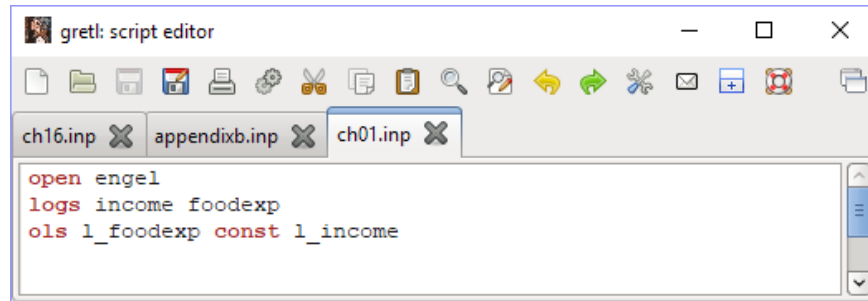 gretl: script editor
ch16.inp appendixb.inp ch01.inp
open engel
logs income foodexp
ols l_foodexp const l_income